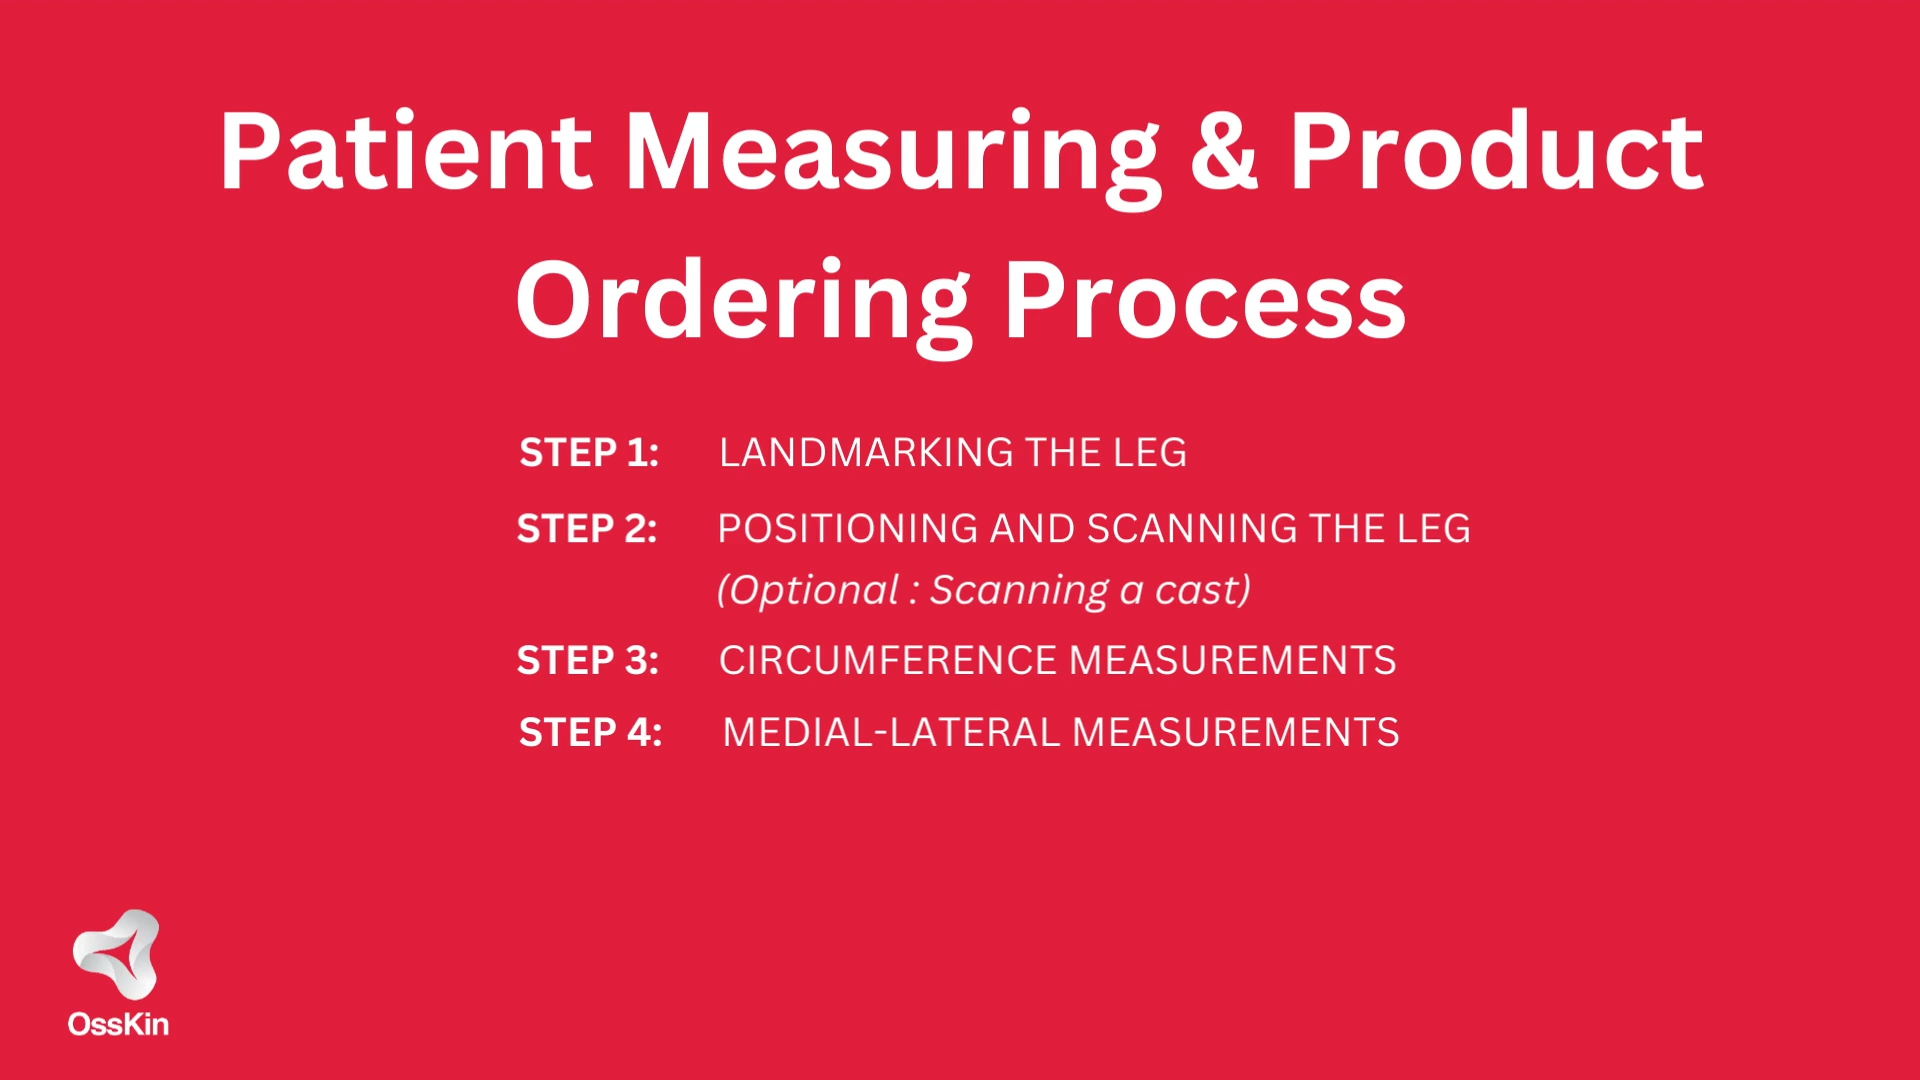 Patient Measuring & Product
Ordering Process
STEP 1: LANDMARKING THE LEG
STEP 2: POSITIONING AND SCANNING THE LEG
(Optional : Scanning a cast)
STEP 3: CIRCUMFERENCE MEASUREMENTS
STEP 4: MEDIAL-LATERAL MEASUREMENTS
OssKin